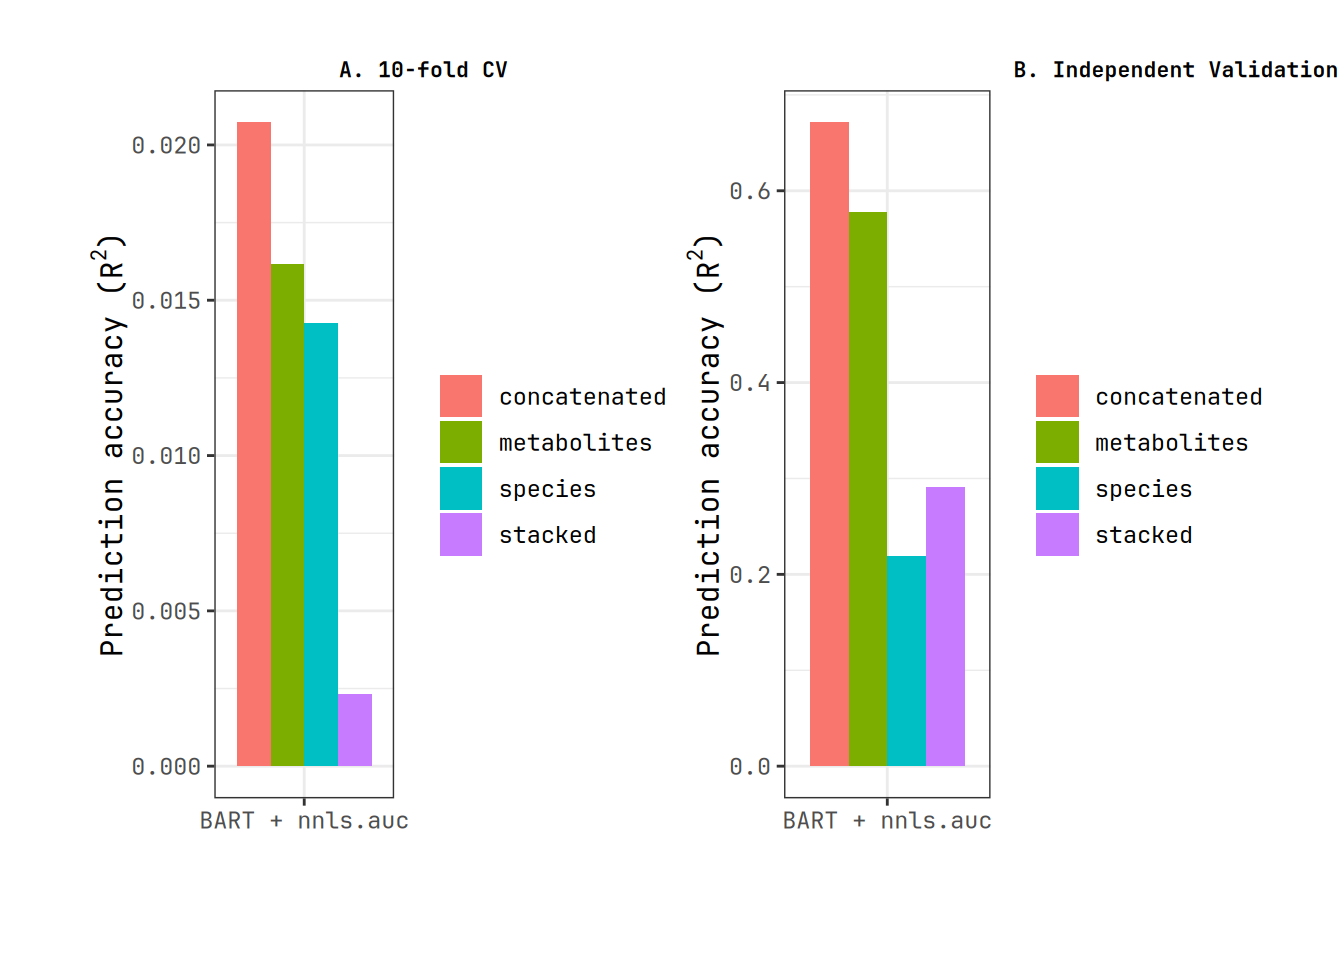 A. 10-fold CV
Prediction accuracy (R²)
0.020
0.015
0.010
0.005
0.000
BART + nnls.auc
concatenated
metabolites
species
stacked
B. Independent Validation
Prediction accuracy (R²)
0.6
0.4
0.2
0.0
BART + nnls.auc
concatenated
metabolites
species
stacked